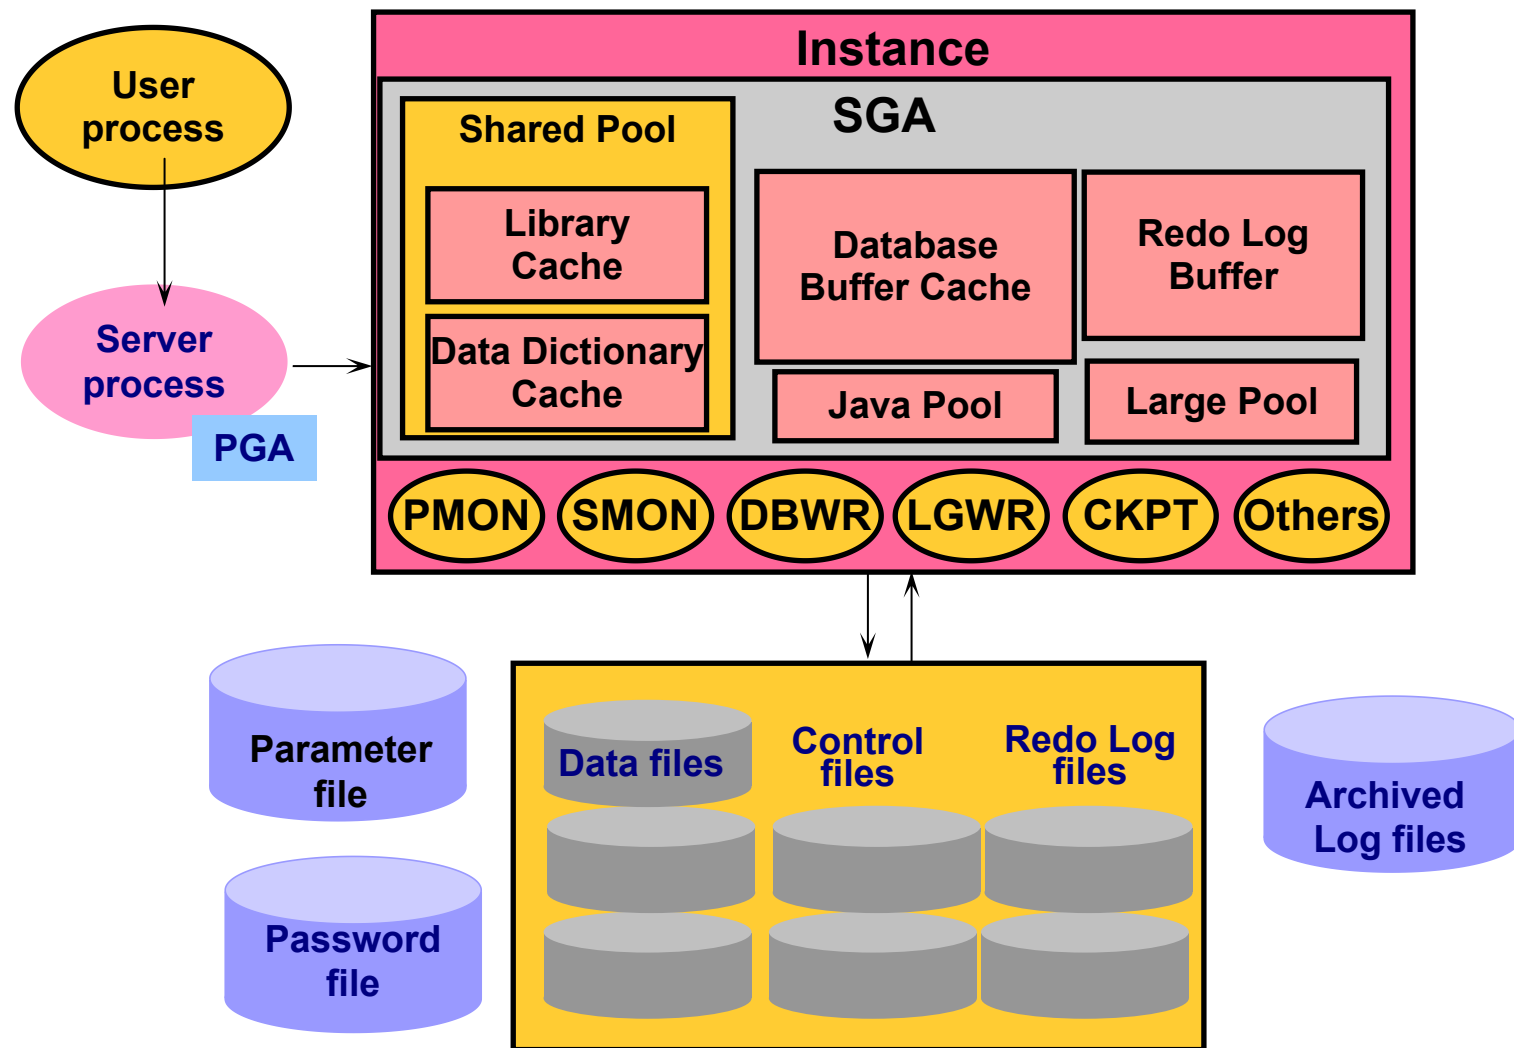 Instance
User
process
SGA
Shared Pool
Library
Cache
Database
Buffer Cache
Redo Log
Buffer
Server
process
Data Dictionary
Cache
Java Pool
Large Pool
PGA
PMON
SMON
DBWR
LGWR
CKPT
Others
Parameter
file
Data files
Control
files
Redo Log
files
Archived
Log files
Password
file